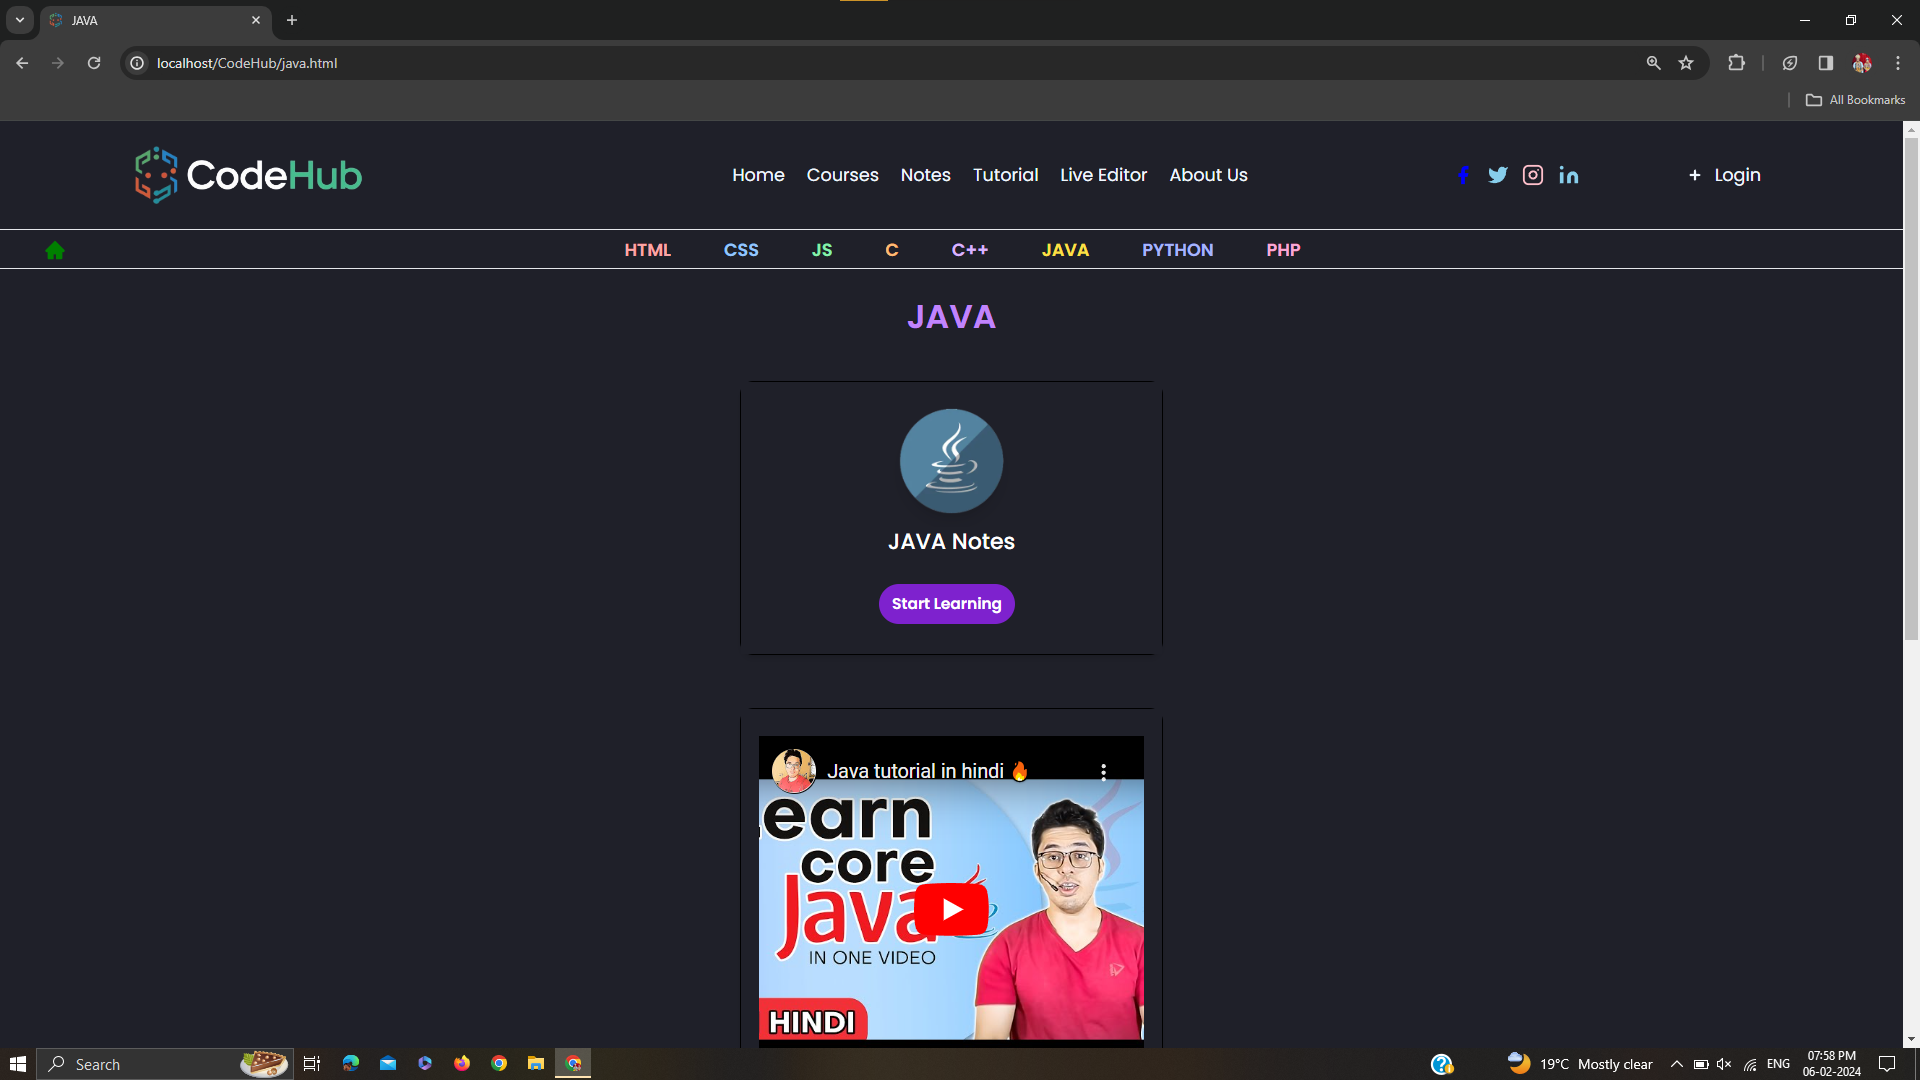 JAVA
localhost/CodeHub/java.html
All Bookmarks
CodeHub
Home Courses Notes Tutorial Live Editor About Us
Login
HTML CSS JS C C++ JAVA PYTHON PHP
JAVA
JAVA Notes
Start Learning
Java tutorial in hindi 🔥
earn
core
Java
IN ONE VIDEO
HINDI
Search
19°C Mostly clear
ENG
07:58 PM
06-02-2024